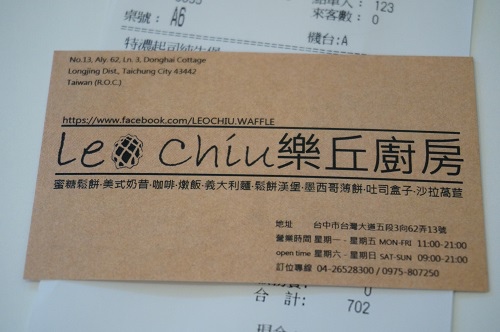 點單人: 123
桌號: A6
來客數: 0
機台:A
No.13, Aly. 62, Ln. 3, Donghai Cottage
Longjing Dist., Taichung City 43442
Taiwan (R.O.C.)
https://www.facebook.com/LEOCHIU.WAFFLE
Leo Chiu樂丘廚房
蜜糖鬆餅·美式奶昔·咖啡·燉飯·義大利麵·鬆餅漢堡·墨西哥薄餅·吐司盒子·沙拉萵苣
地址 台中市台灣大道五段3向62弄13號
營業時間 星期一 - 星期五 MON-FRI 11:00-21:00
open time 星期六 - 星期日 SAT-SUN 09:00-21:00
訂位專線 04-26528300 / 0975-807250
0
合 計: 702